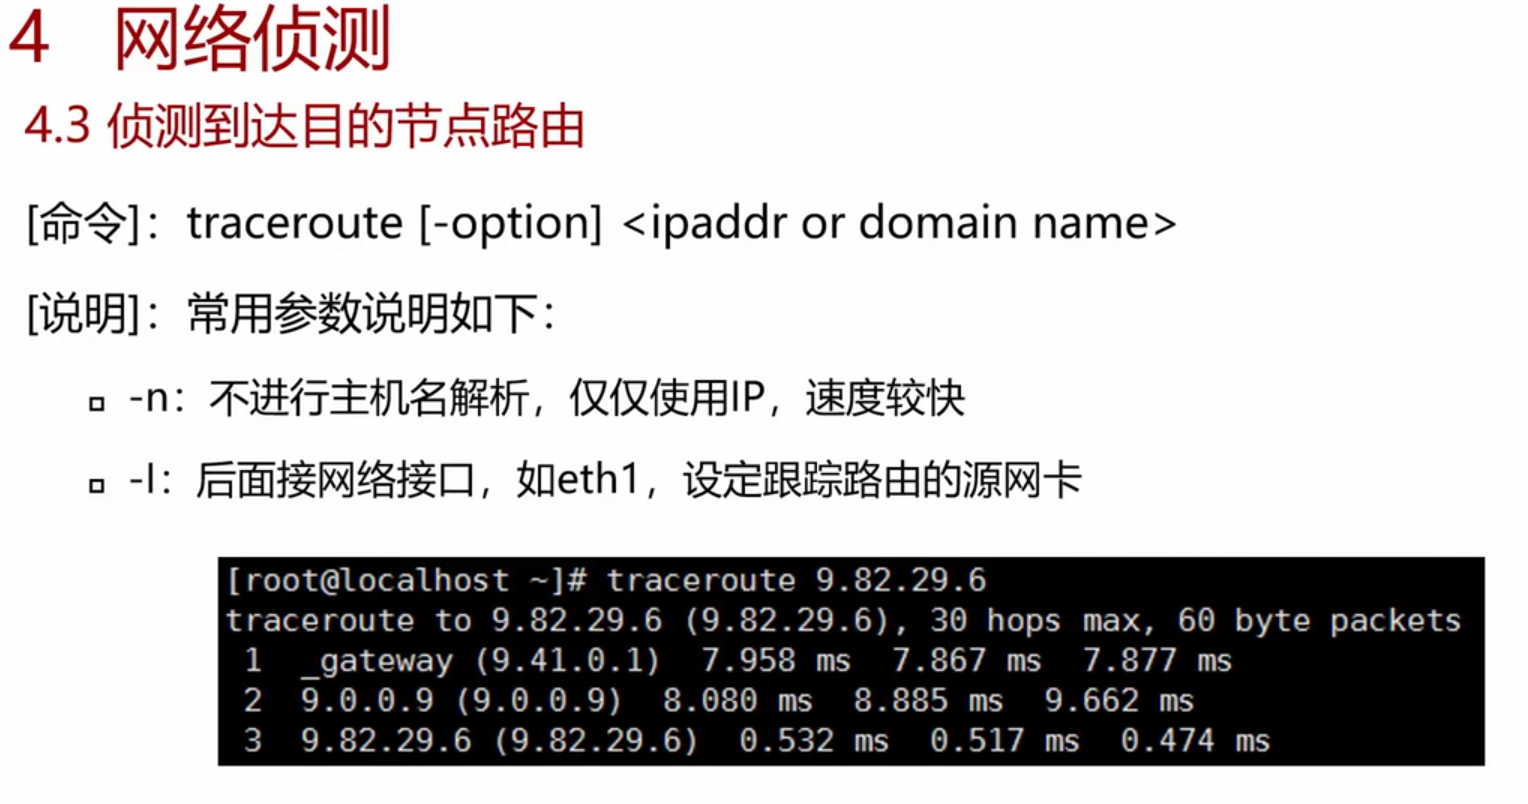 4 网络侦测
4.3 侦测到达目的节点路由
[命令]：traceroute [-option] <ipaddr or domain name>
[说明]：常用参数说明如下：
-n：不进行主机名解析，仅仅使用IP，速度较快
-I：后面接网络接口，如eth1，设定跟踪路由的源网卡
[root@localhost ~]# traceroute 9.82.29.6
traceroute to 9.82.29.6 (9.82.29.6), 30 hops max, 60 byte packets
1 _gateway (9.41.0.1) 7.958 ms 7.867 ms 7.877 ms
2 9.0.0.9 (9.0.0.9) 8.080 ms 8.885 ms 9.662 ms
3 9.82.29.6 (9.82.29.6) 0.532 ms 0.517 ms 0.474 ms